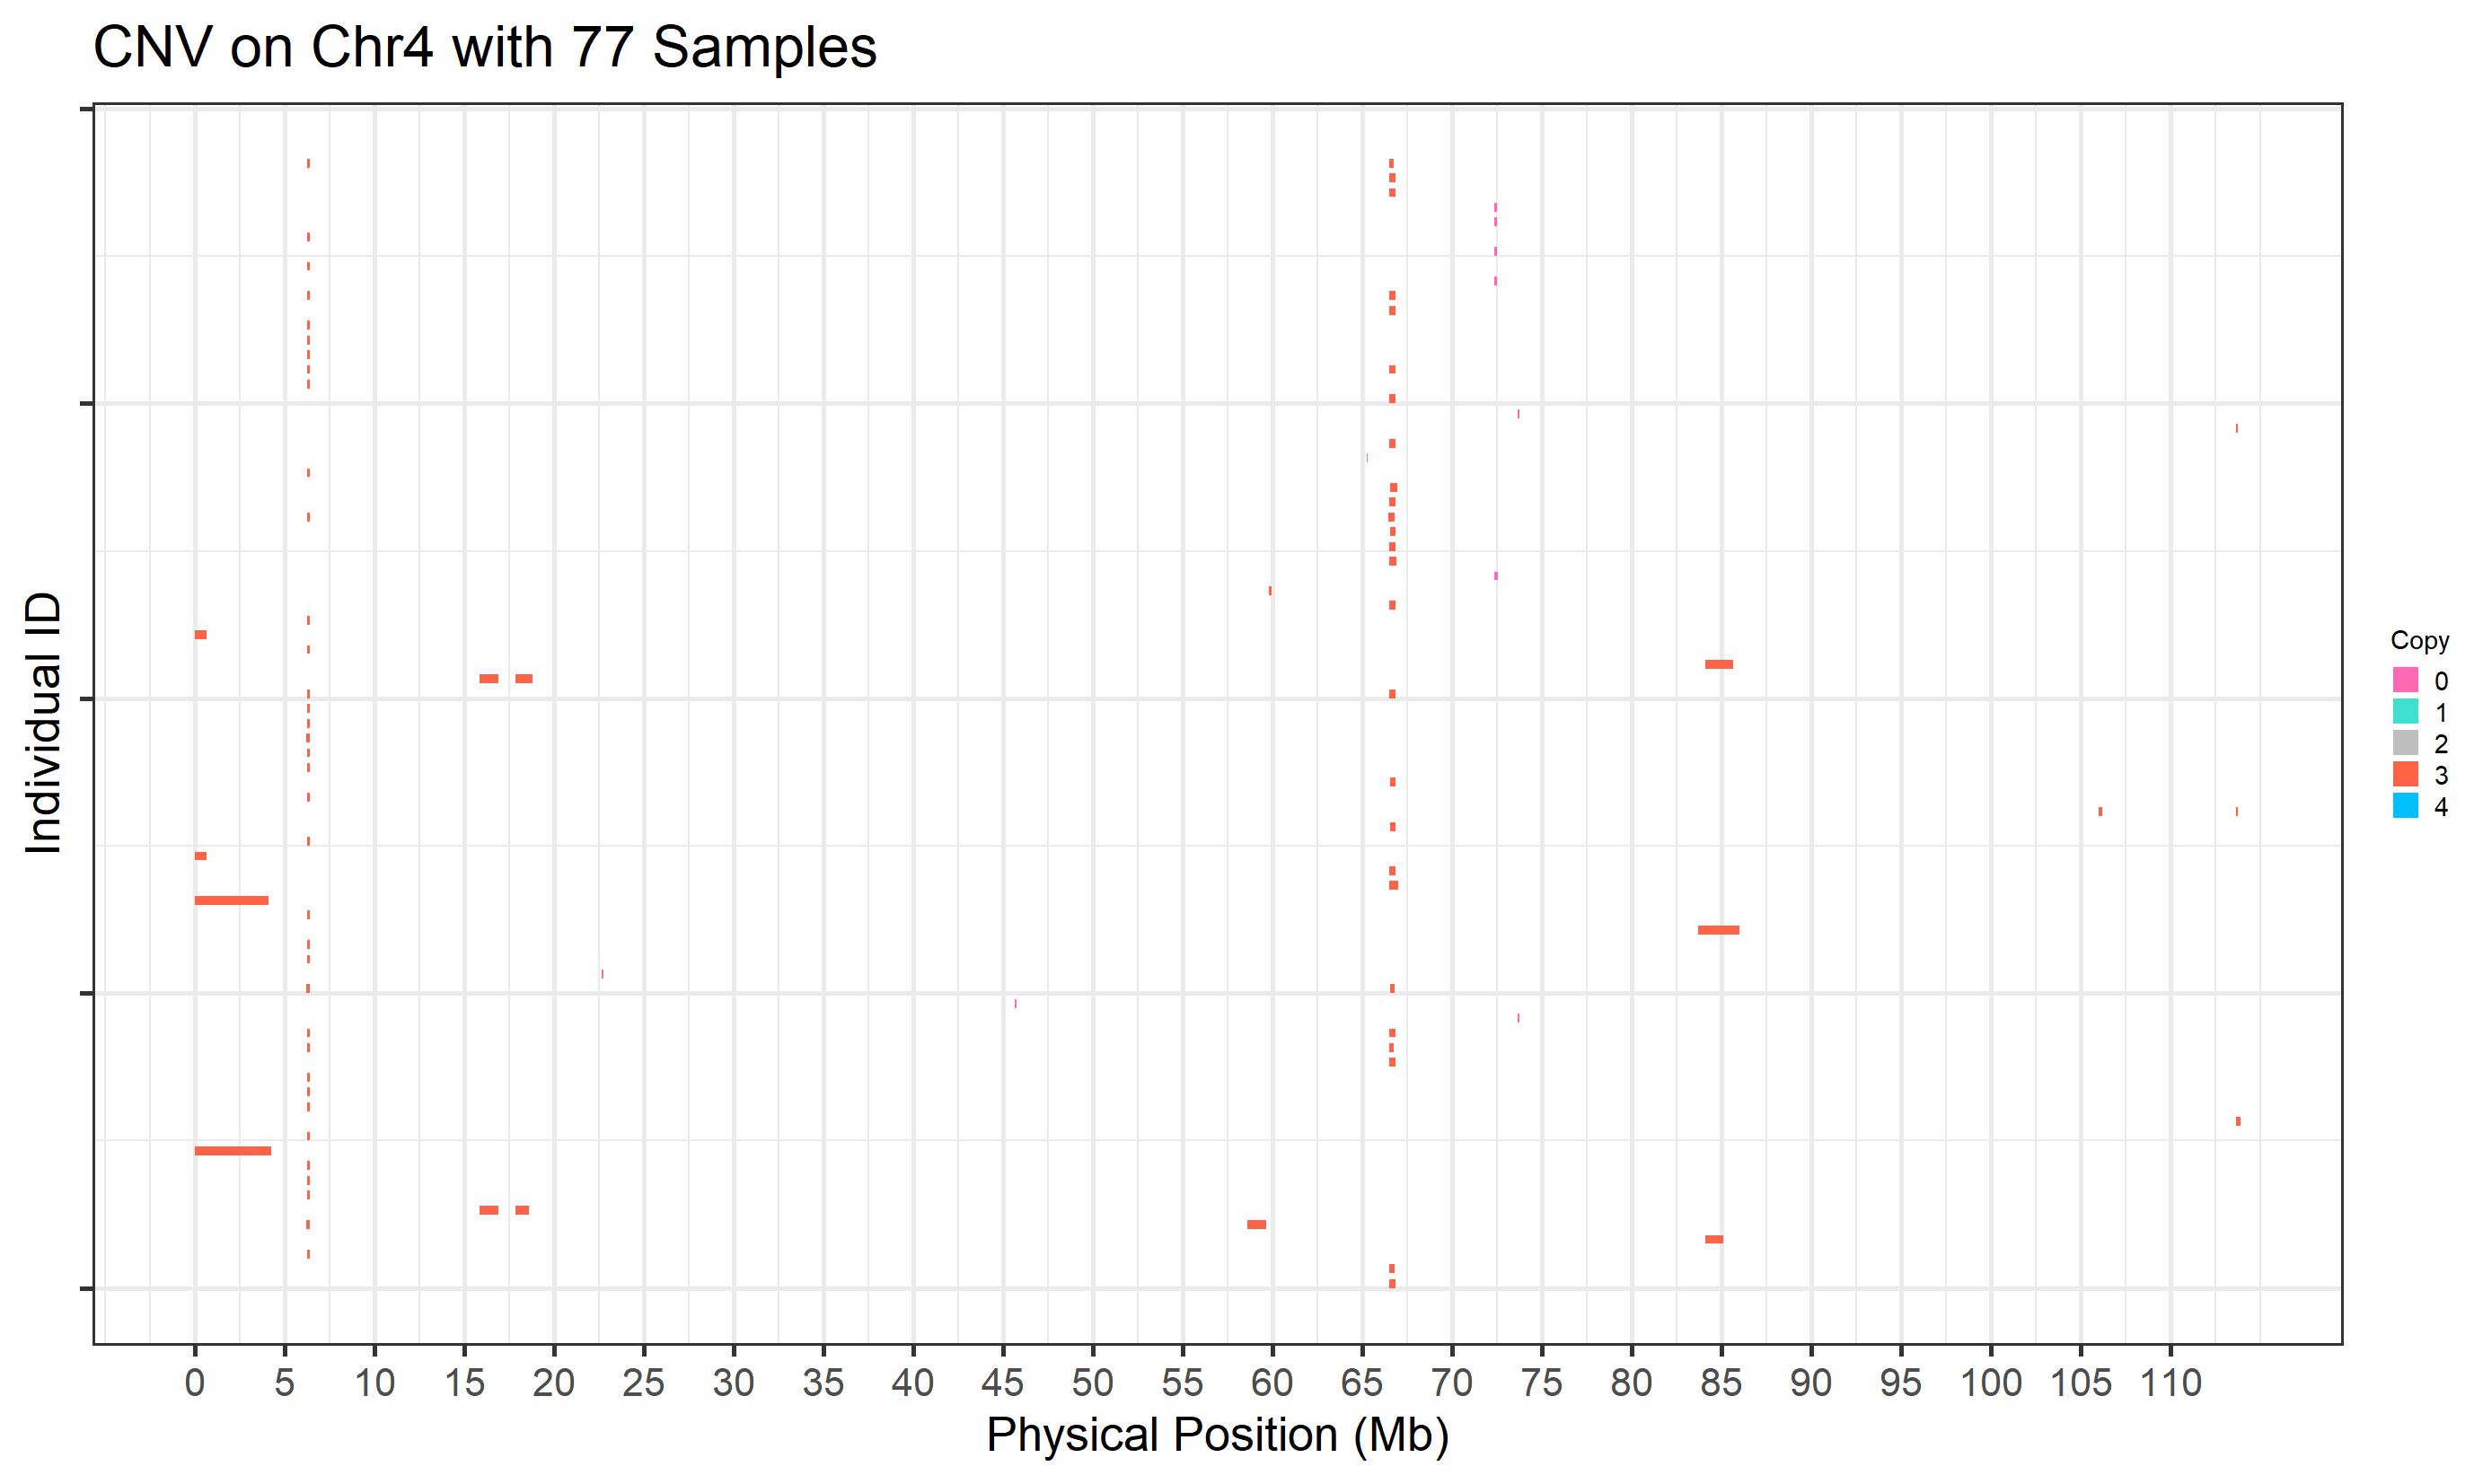 CNV on Chr4 with 77 Samples
Individual ID
Copy
0
1
2
3
4
0 5 10 15 20 25 30 35 40 45 50 55 60 65 70 75 80 85 90 95 100 105 110
Physical Position (Mb)